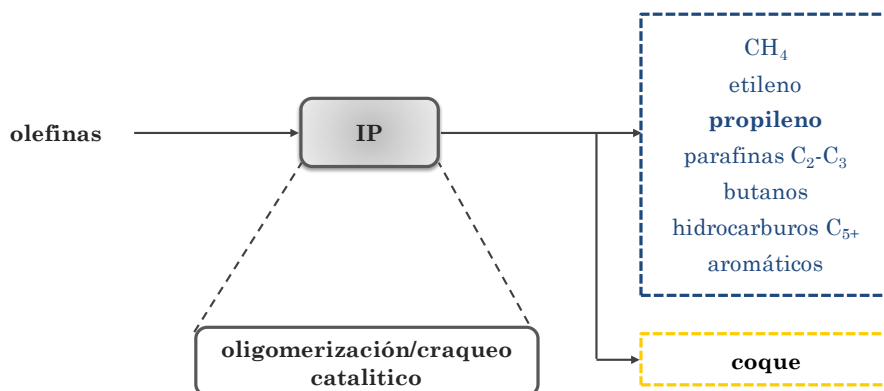 olefinas
IP
CH₄
etileno
propileno
parafinas C₂-C₃
butanos
hidrocarburos C₅₊
aromáticos
oligomerización/craqueo
catalitico
coque